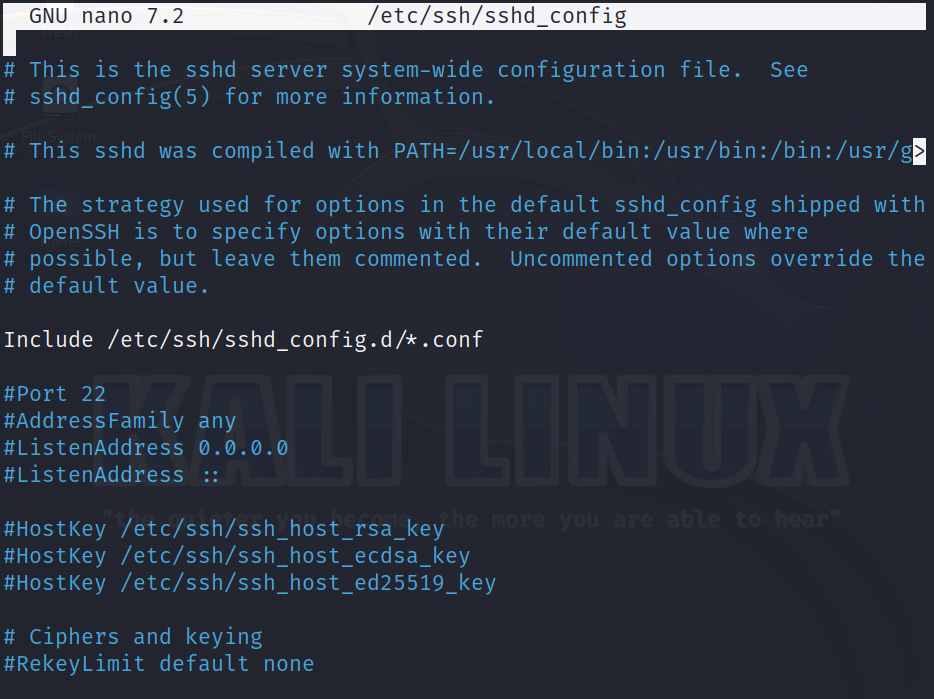 GNU nano 7.2 /etc/ssh/sshd_config
# This is the sshd server system-wide configuration file.  See
# sshd_config(5) for more information.
# This sshd was compiled with PATH=/usr/local/bin:/usr/bin:/bin:/usr/g>
# The strategy used for options in the default sshd_config shipped with
# OpenSSH is to specify options with their default value where
# possible, but leave them commented.  Uncommented options override the
# default value.
Include /etc/ssh/sshd_config.d/*.conf
#Port 22
#AddressFamily any
#ListenAddress 0.0.0.0
#ListenAddress ::
#HostKey /etc/ssh/ssh_host_rsa_key
#HostKey /etc/ssh/ssh_host_ecdsa_key
#HostKey /etc/ssh/ssh_host_ed25519_key
# Ciphers and keying
#RekeyLimit default none
Trash
File System
KALI LINUX
"the quieter you become, the more you are able to hear"